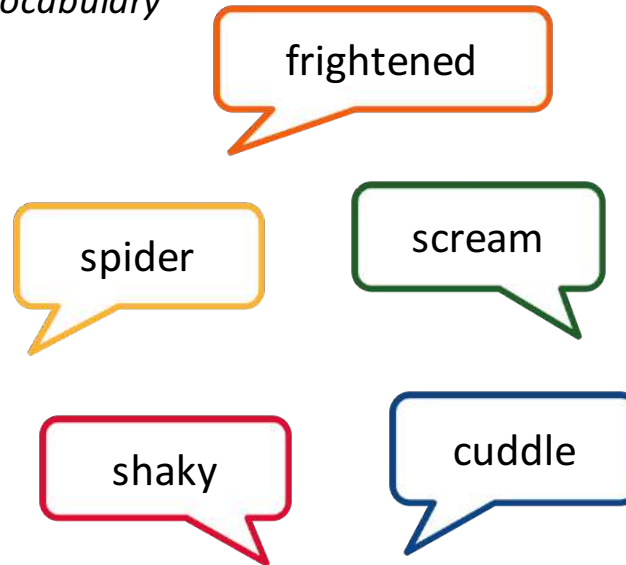 ocabulary
frightened
spider
scream
shaky
cuddle